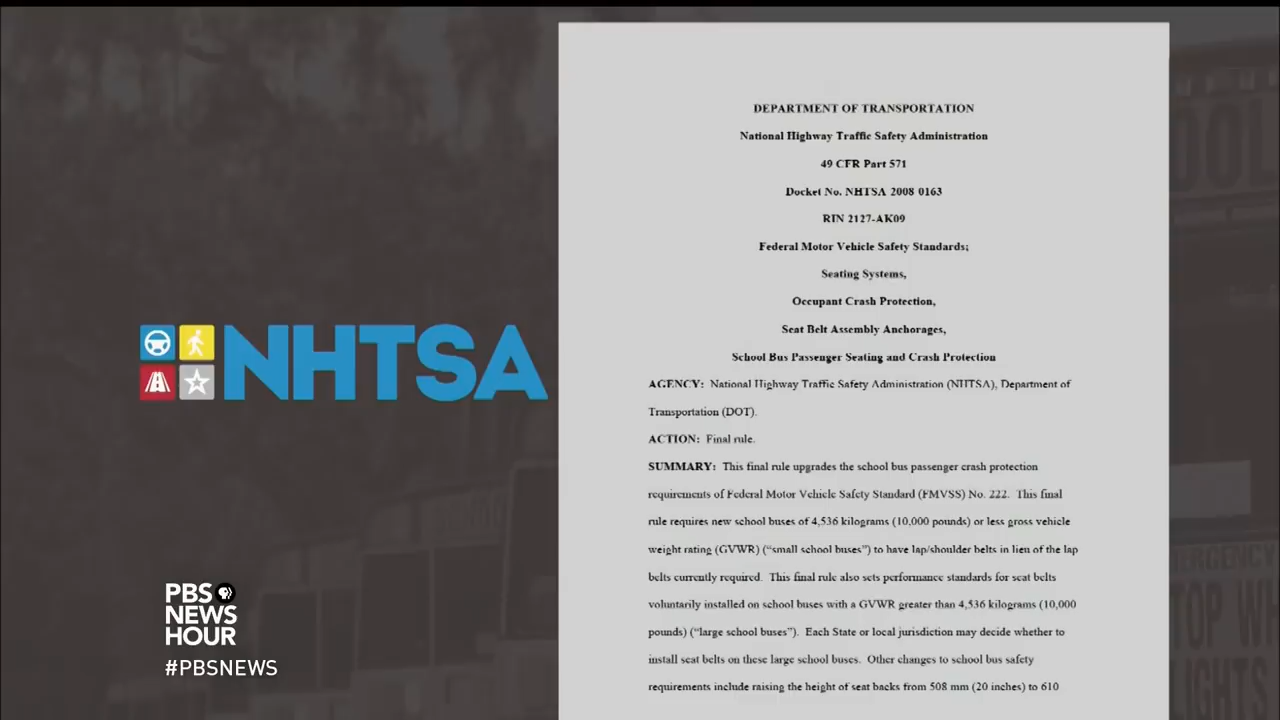 DEPARTMENT OF TRANSPORTATION
National Highway Traffic Safety Administration
49 CFR Part 571
Docket No. NHTSA 2008 0163
RIN 2127-AK09
Federal Motor Vehicle Safety Standards;
Seating Systems,
Occupant Crash Protection,
Seat Belt Assembly Anchorages,
School Bus Passenger Seating and Crash Protection
AGENCY: National Highway Traffic Safety Administration (NHTSA), Department of
Transportation (DOT).
ACTION: Final rule.
SUMMARY: This final rule upgrades the school bus passenger crash protection
requirements of Federal Motor Vehicle Safety Standard (FMVSS) No. 222. This final
rule requires new school buses of 4,536 kilograms (10,000 pounds) or less gross vehicle
weight rating (GVWR) (“small school buses”) to have lap/shoulder belts in lieu of the lap
belts currently required. This final rule also sets performance standards for seat belts
voluntarily installed on school buses with a GVWR greater than 4,536 kilograms (10,000
pounds) (“large school buses”). Each State or local jurisdiction may decide whether to
install seat belts on these large school buses. Other changes to school bus safety
requirements include raising the height of seat backs from 508 mm (20 inches) to 610
NHTSA
PBS
NEWS
HOUR
#PBSNEWS
OOL
ERGENCY
TOP WH
LIGHTS